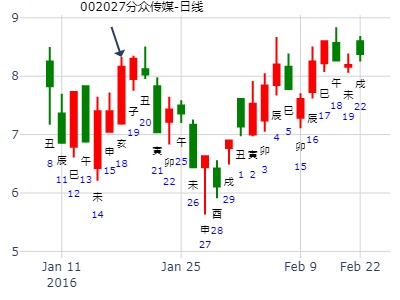 002027分众传媒-日线
9
8
7
6
5
丑
8
辰
11
巳
12
午
13
未
14
申
15
亥
18
子
19
丑
20
寅
21
卯
22
午
25
未
26
申
27
酉
28
戌
29
丑
1
寅
2
卯
3
辰
4
巳
5
卯
15
辰
16
巳
17
午
18
未
19
戌
22
Jan 11
2016
Jan 25
Feb 9
Feb 22